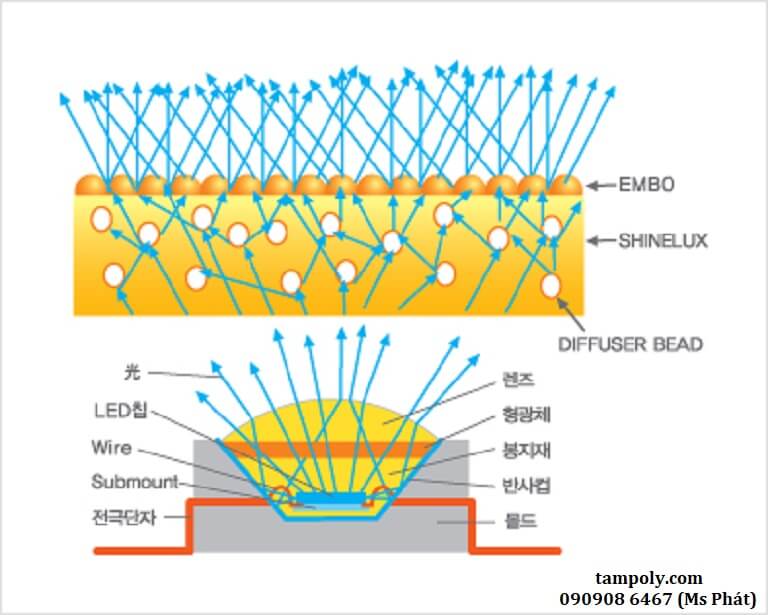 EMBO
SHINELUX
DIFFUSER BEAD
光
LED칩
Wire
Submount
전극단자
렌즈
형광체
봉지재
반사컵
몰드
tampoly.com
090908 6467 (Ms Phát)